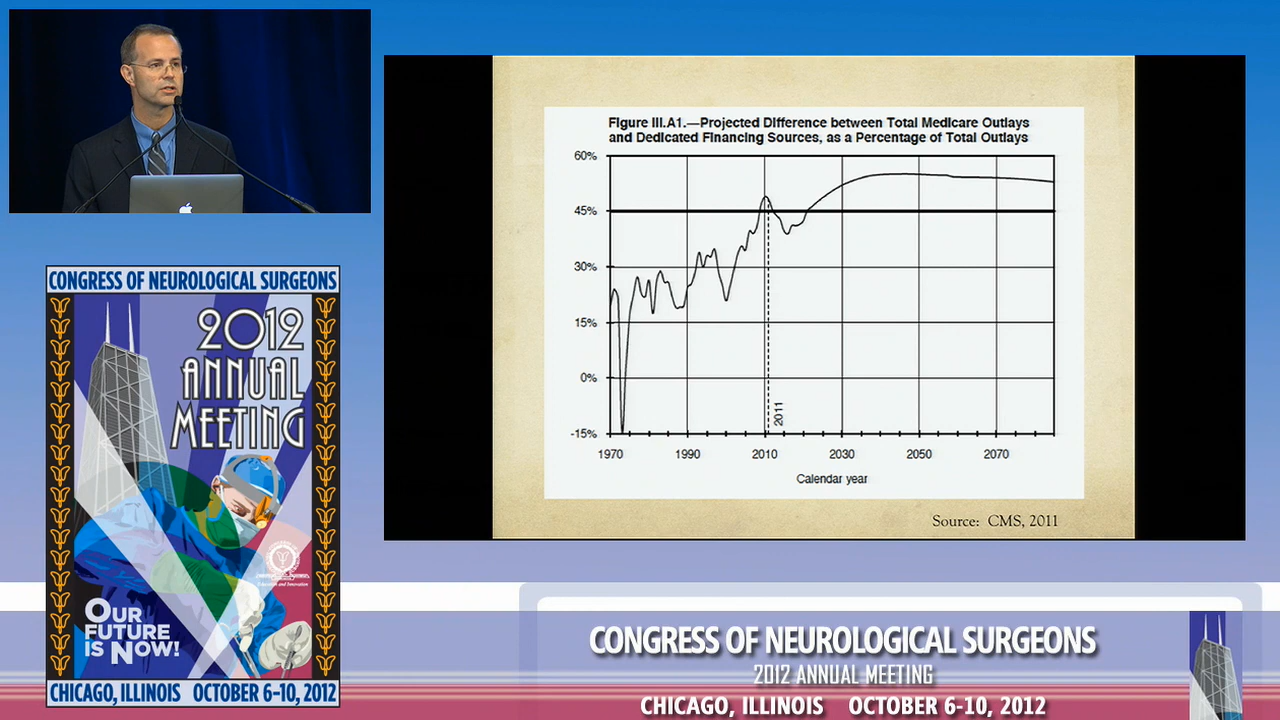 Figure III.A1.—Projected Difference between Total Medicare Outlays
and Dedicated Financing Sources, as a Percentage of Total Outlays
60%
45%
30%
15%
0%
-15%
2011
1970
1990
2010
2030
2050
2070
Calendar year
Source: CMS, 2011
CONGRESS OF NEUROLOGICAL SURGEONS
2012
ANNUAL
MEETING
OUR
FUTURE
IS NOW!
CHICAGO, ILLINOIS OCTOBER 6-10, 2012
CONGRESS OF NEUROLOGICAL SURGEONS
2012 ANNUAL MEETING
CHICAGO, ILLINOIS OCTOBER 6-10, 2012